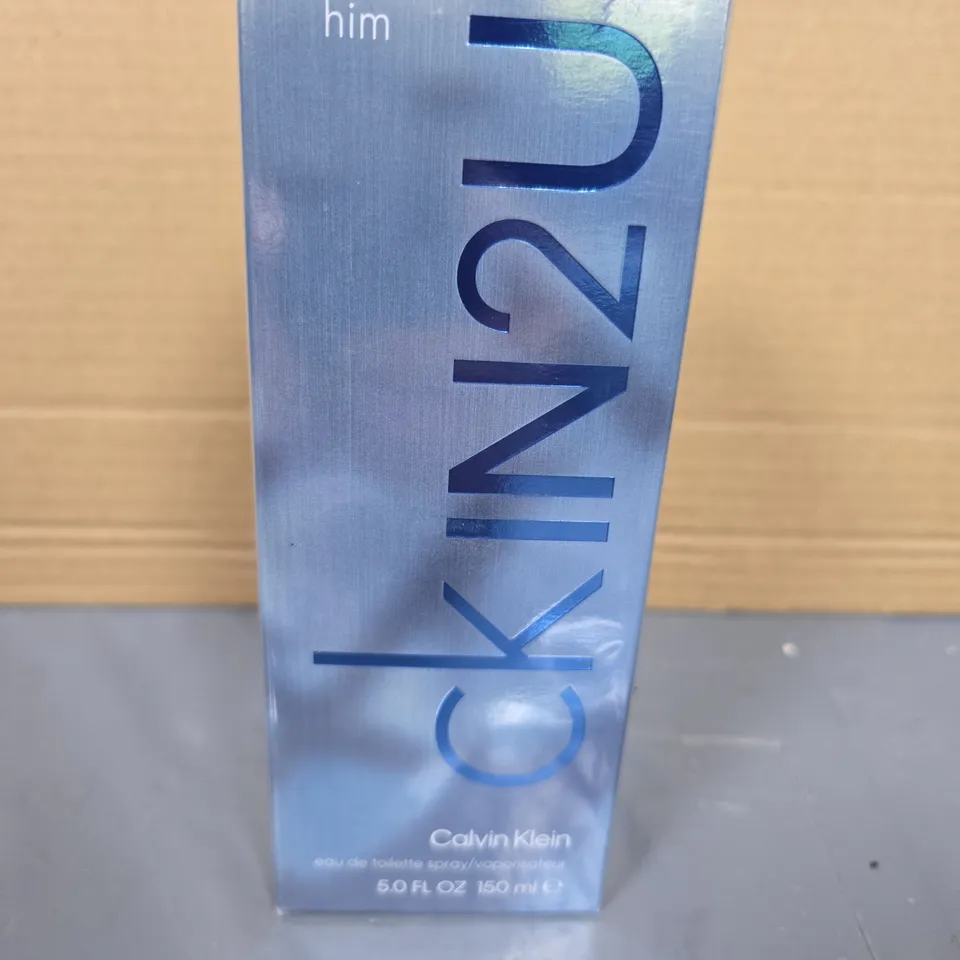 him
ckIN2U
Calvin Klein
eau de toilette spray/vaporisateur
5.0 FL OZ 150 ml ℮